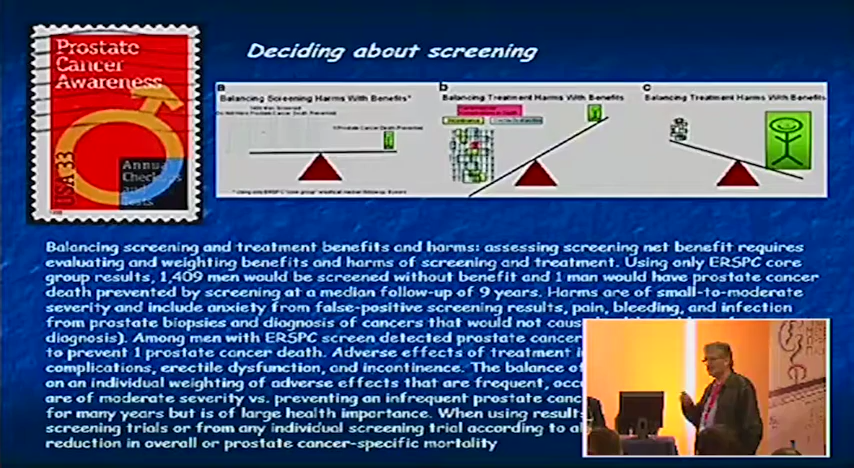 Prostate
Cancer
Awareness
USA 33
Annual
Checkups
and
Tests
Deciding about screening
a
Balancing Screening Harms With Benefits*
1 Prostate Cancer Death Prevented
b
Balancing Treatment Harms With Benefits
c
Balancing Treatment Harms With Benefits
Balancing screening and treatment benefits and harms: assessing screening net benefit requires
evaluating and weighting benefits and harms of screening and treatment. Using only ERSPC core
group results, 1,409 men would be screened without benefit and 1 man would have prostate cancer
death prevented by screening at a median follow-up of 9 years. Harms are of small-to-moderate
severity and include anxiety from false-positive screening results, pain, bleeding, and infection
from prostate biopsies and diagnosis of cancers that would not caus
diagnosis). Among men with ERSPC screen detected prostate cancer
to prevent 1 prostate cancer death. Adverse effects of treatment i
complications, erectile dysfunction, and incontinence. The balance of
on an individual weighting of adverse effects that are frequent, occ
are of moderate severity vs. preventing an infrequent prostate canc
for many years but is of large health importance. When using results
screening trials or from any individual screening trial according to al
reduction in overall or prostate cancer-specific mortality